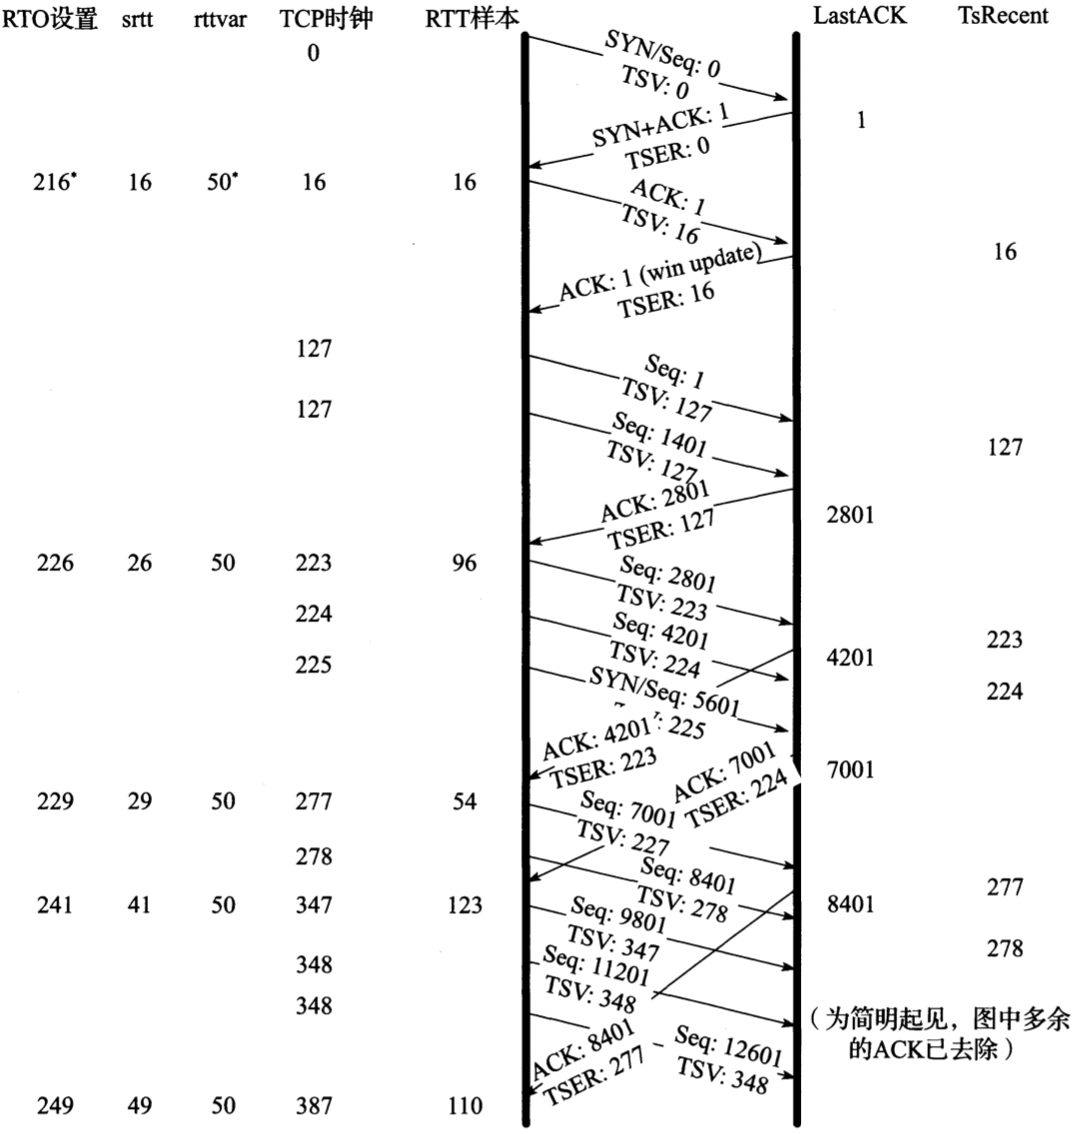 RTO设置 srtt rttvar TCP时钟 RTT样本 LastACK TsRecent
0
SYN/Seq: 0
TSV: 0
SYN+ACK: 1
TSER: 0
1
216* 16 50* 16 16
ACK: 1
TSV: 16
16
ACK: 1 (win update)
TSER: 16
127
Seq: 1
TSV: 127
127
Seq: 1401
TSV: 127
127
ACK: 2801
TSER: 127
2801
226 26 50 223 96
Seq: 2801
TSV: 223
224
Seq: 4201
TSV: 224
223
4201
225
SYN/Seq: 5601
: 225
224
ACK: 4201
TSER: 223
ACK: 7001
TSER: 224
7001
229 29 50 277 54
Seq: 7001
TSV: 227
278
Seq: 8401
TSV: 278
277
8401
241 41 50 347 123
Seq: 9801
TSV: 347
278
348
Seq: 11201
TSV: 348
348
(为简明起见，图中多余
的ACK已去除)
ACK: 8401
TSER: 277
Seq: 12601
TSV: 348
249 49 50 387 110